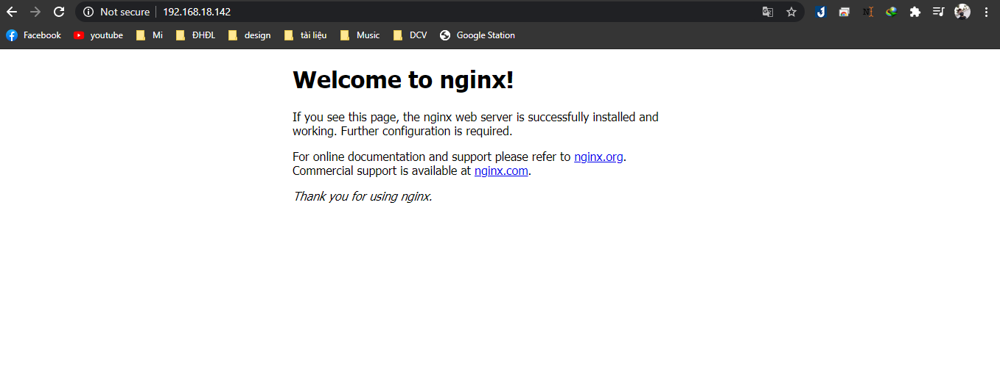 Not secure 192.168.18.142
Facebook youtube Mi ĐHĐL design tài liệu Music DCV Google Station
Welcome to nginx!
If you see this page, the nginx web server is successfully installed and
working. Further configuration is required.
For online documentation and support please refer to nginx.org.
Commercial support is available at nginx.com.
Thank you for using nginx.